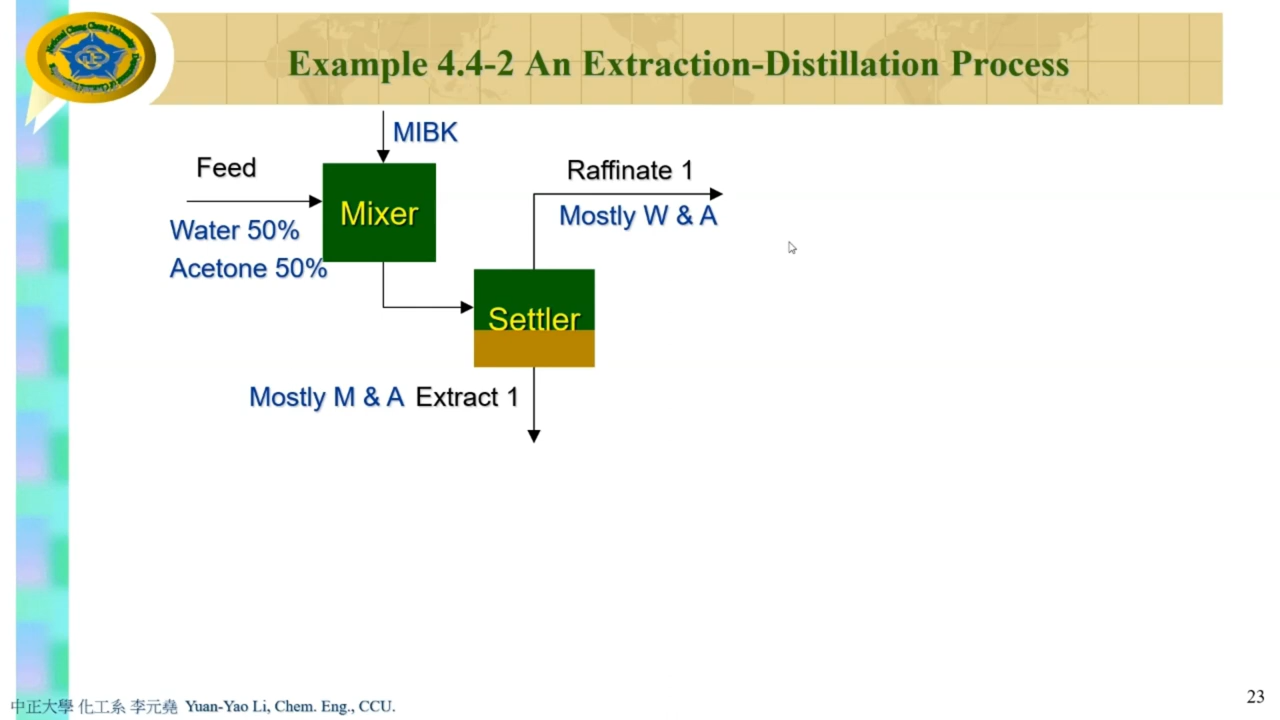 Example 4.4-2 An Extraction-Distillation Process
MIBK
Feed
Mixer
Water 50%
Acetone 50%
Raffinate 1
Mostly W & A
Settler
Mostly M & A Extract 1
中正大學 化工系 李元堯 Yuan-Yao Li, Chem. Eng., CCU.
23